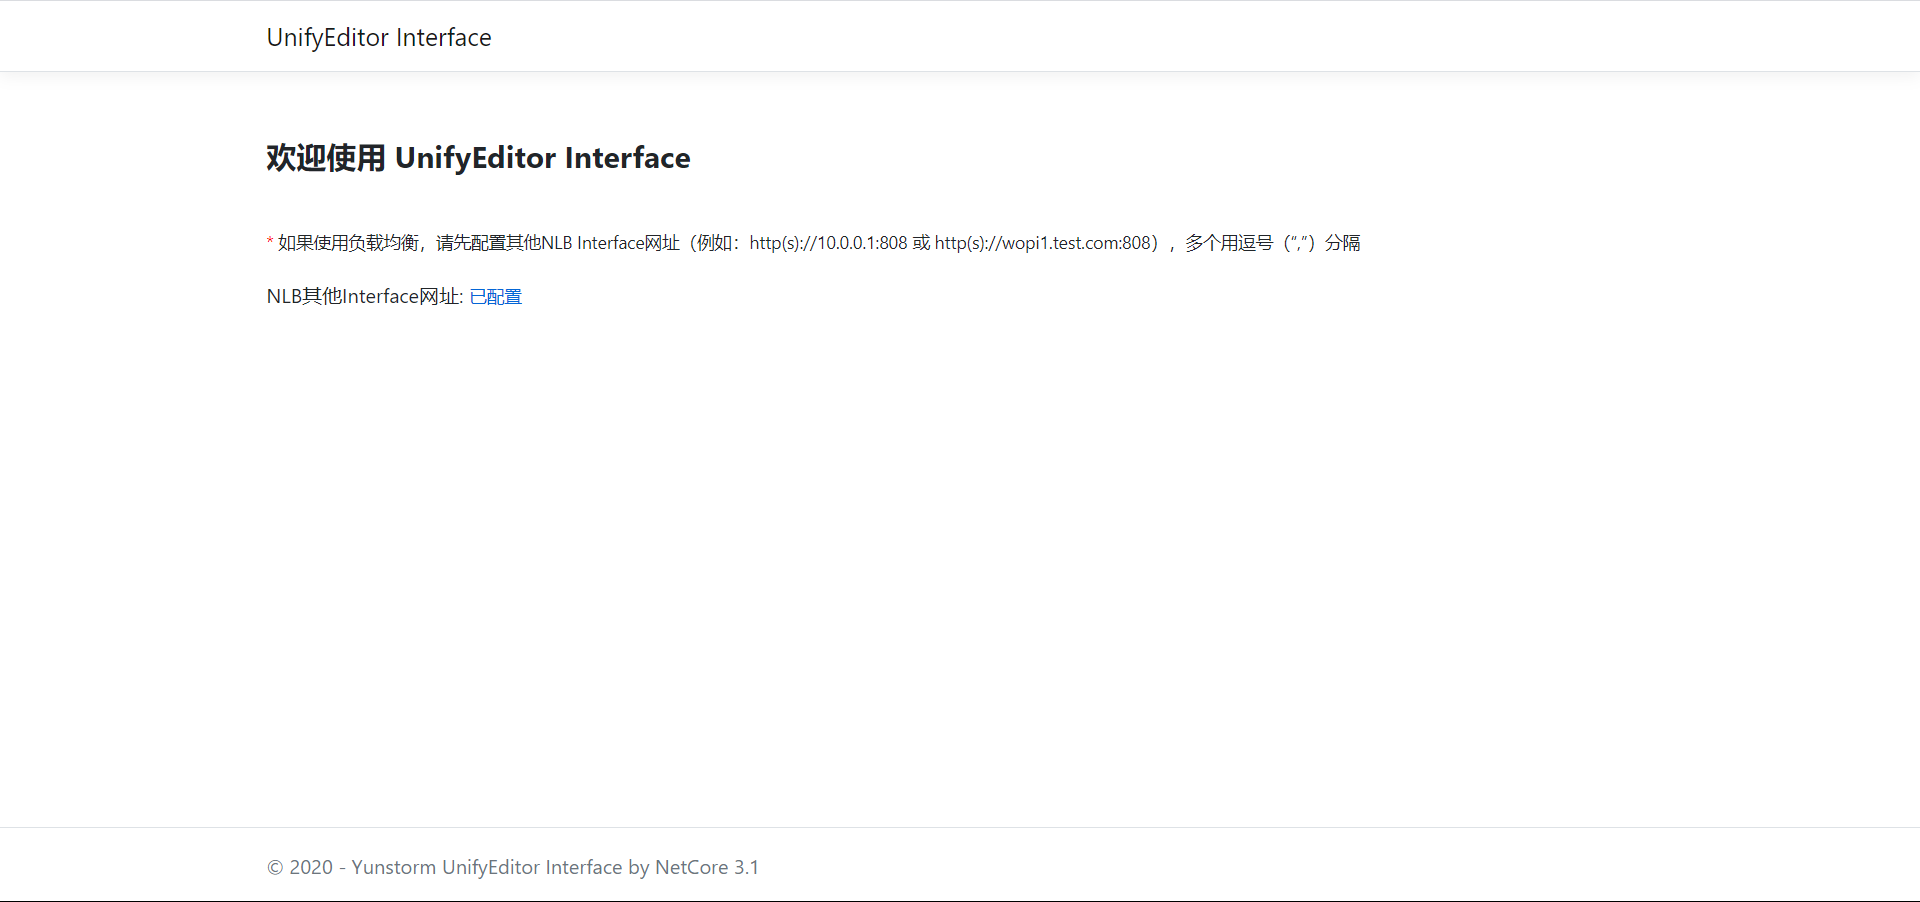 UnifyEditor Interface
欢迎使用 UnifyEditor Interface
* 如果使用负载均衡，请先配置其他NLB Interface网址（例如：http(s)://10.0.0.1:808 或 http(s)://wopi1.test.com:808），多个用逗号（“,”）分隔
NLB其他Interface网址: 已配置
© 2020 - Yunstorm UnifyEditor Interface by NetCore 3.1